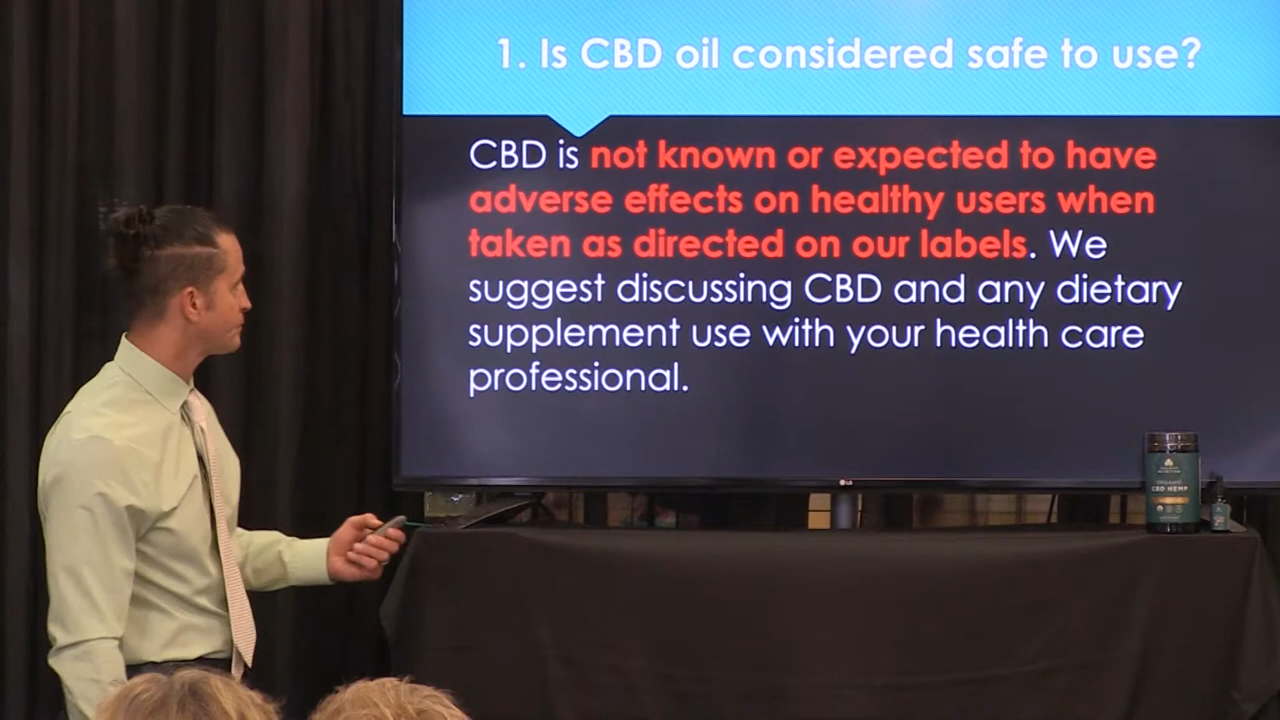 1. Is CBD oil considered safe to use?
CBD is not known or expected to have
adverse effects on healthy users when
taken as directed on our labels. We
suggest discussing CBD and any dietary
supplement use with your health care
professional.
LG
ORGANIC
CBD HEMP